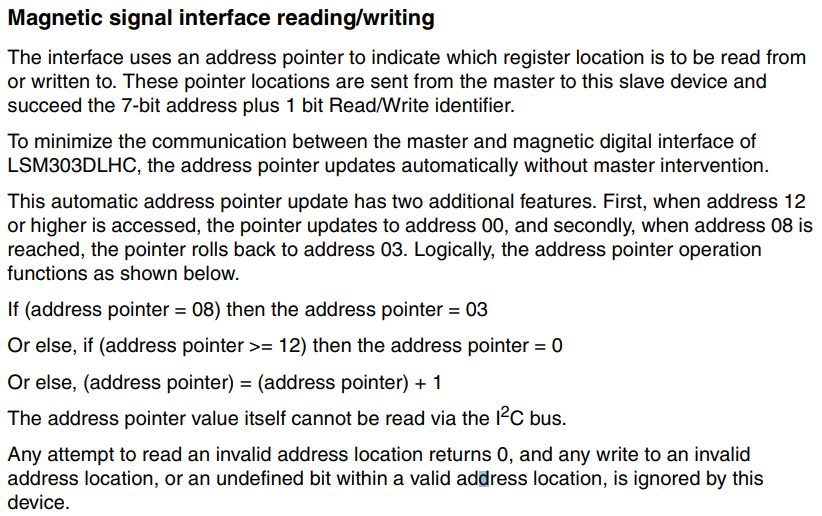 Magnetic signal interface reading/writing
The interface uses an address pointer to indicate which register location is to be read from
or written to. These pointer locations are sent from the master to this slave device and
succeed the 7-bit address plus 1 bit Read/Write identifier.
To minimize the communication between the master and magnetic digital interface of
LSM303DLHC, the address pointer updates automatically without master intervention.
This automatic address pointer update has two additional features. First, when address 12
or higher is accessed, the pointer updates to address 00, and secondly, when address 08 is
reached, the pointer rolls back to address 03. Logically, the address pointer operation
functions as shown below.
If (address pointer = 08) then the address pointer = 03
Or else, if (address pointer >= 12) then the address pointer = 0
Or else, (address pointer) = (address pointer) + 1
The address pointer value itself cannot be read via the I²C bus.
Any attempt to read an invalid address location returns 0, and any write to an invalid
address location, or an undefined bit within a valid address location, is ignored by this
device.